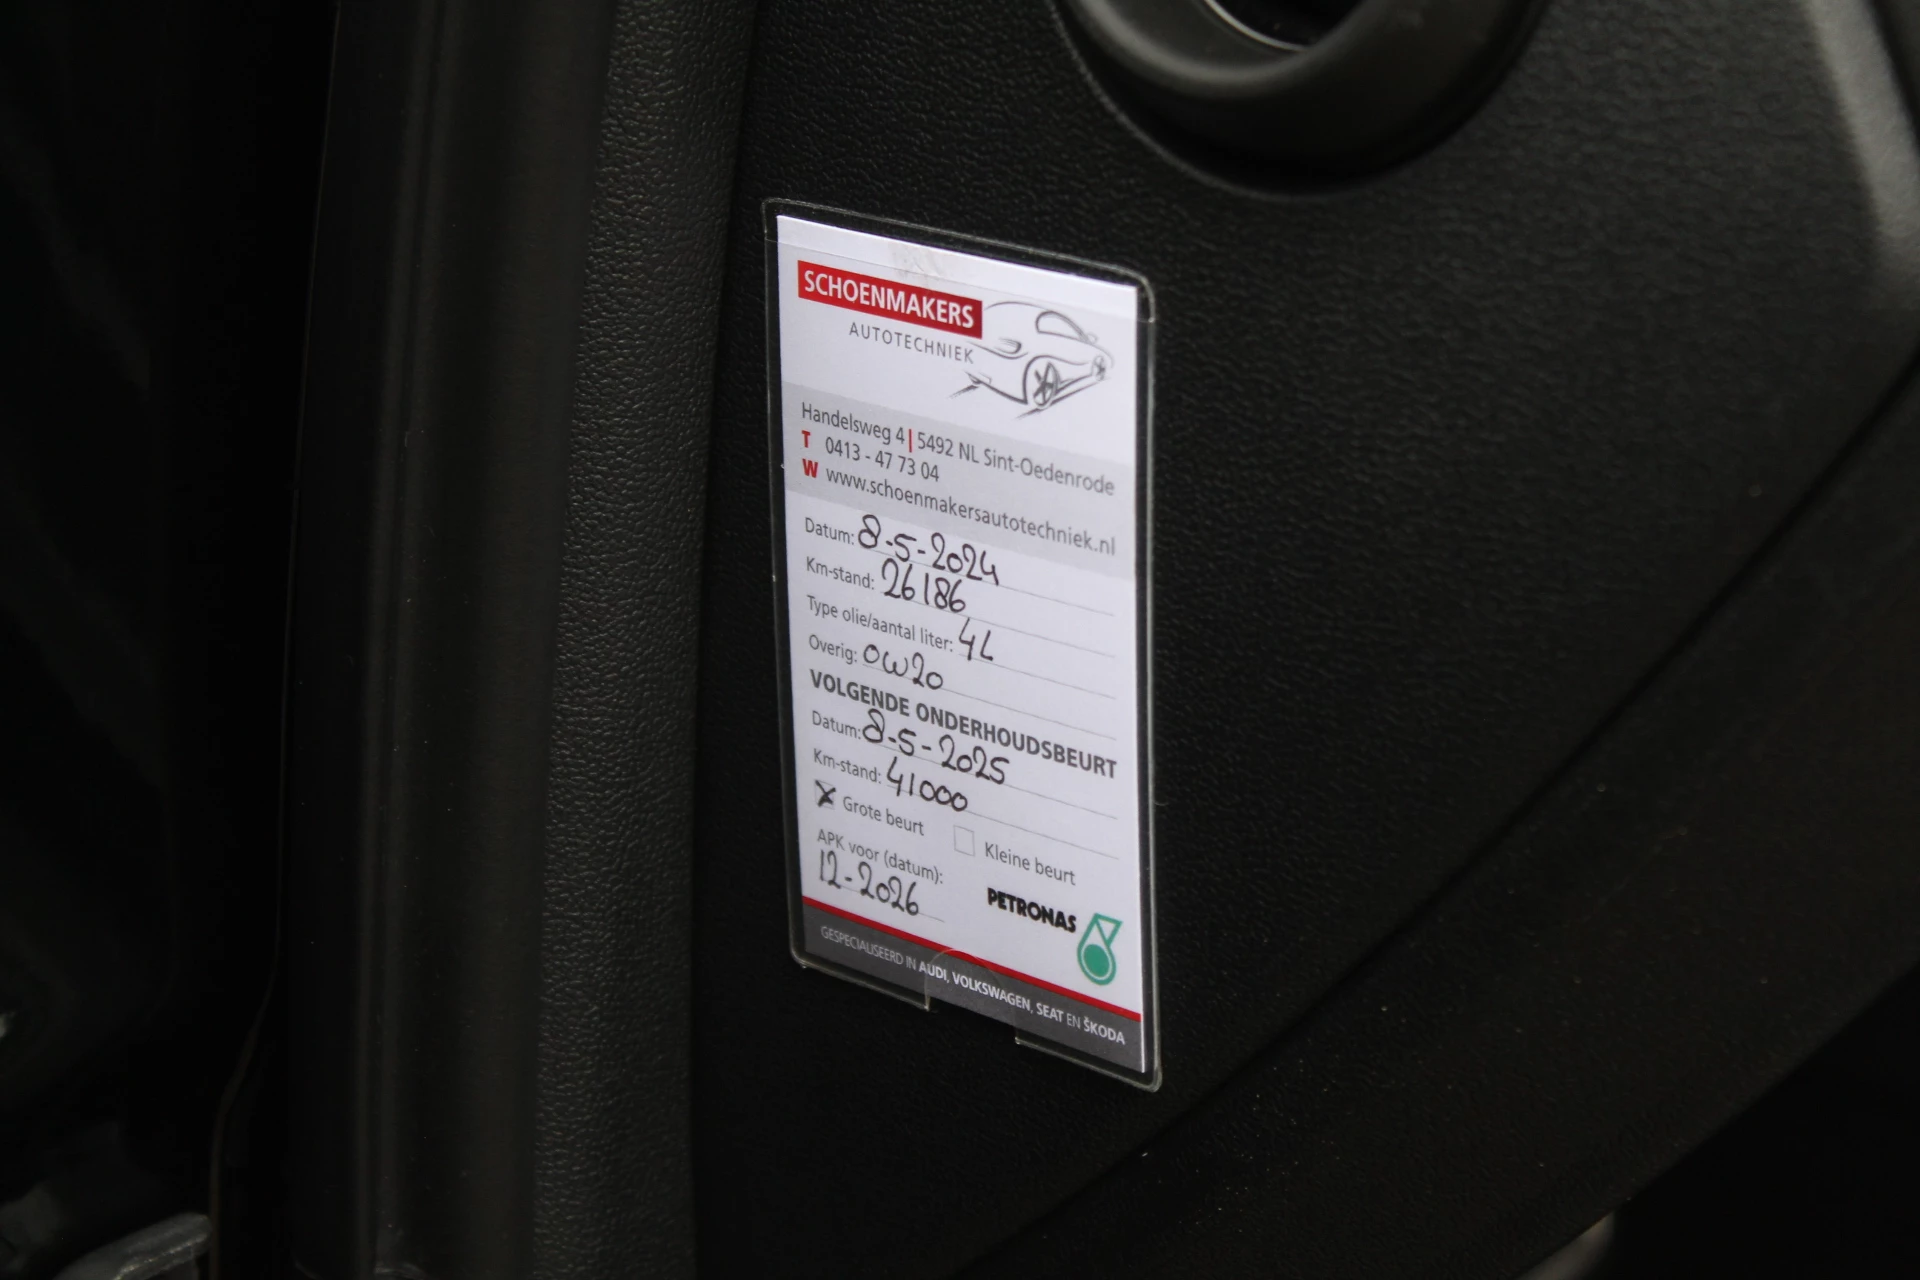 SCHOENMAKERS
AUTOTECHNIEK
Handelsweg 4 | 5492 NL Sint-Oedenrode
T 0413 - 47 73 04
W www.schoenmakersautotechniek.nl
Datum: 8-5-2024
Km-stand: 26186
Type olie/aantal liter: 4L
Overig: 0W20
VOLGENDE ONDERHOUDSBEURT
Datum: 8-5-2025
Km-stand: 41000
X Grote beurt Kleine beurt
APK voor (datum):
12-2026
PETRONAS
GESPECIALISEERD IN AUDI, VOLKSWAGEN, SEAT EN ŠKODA